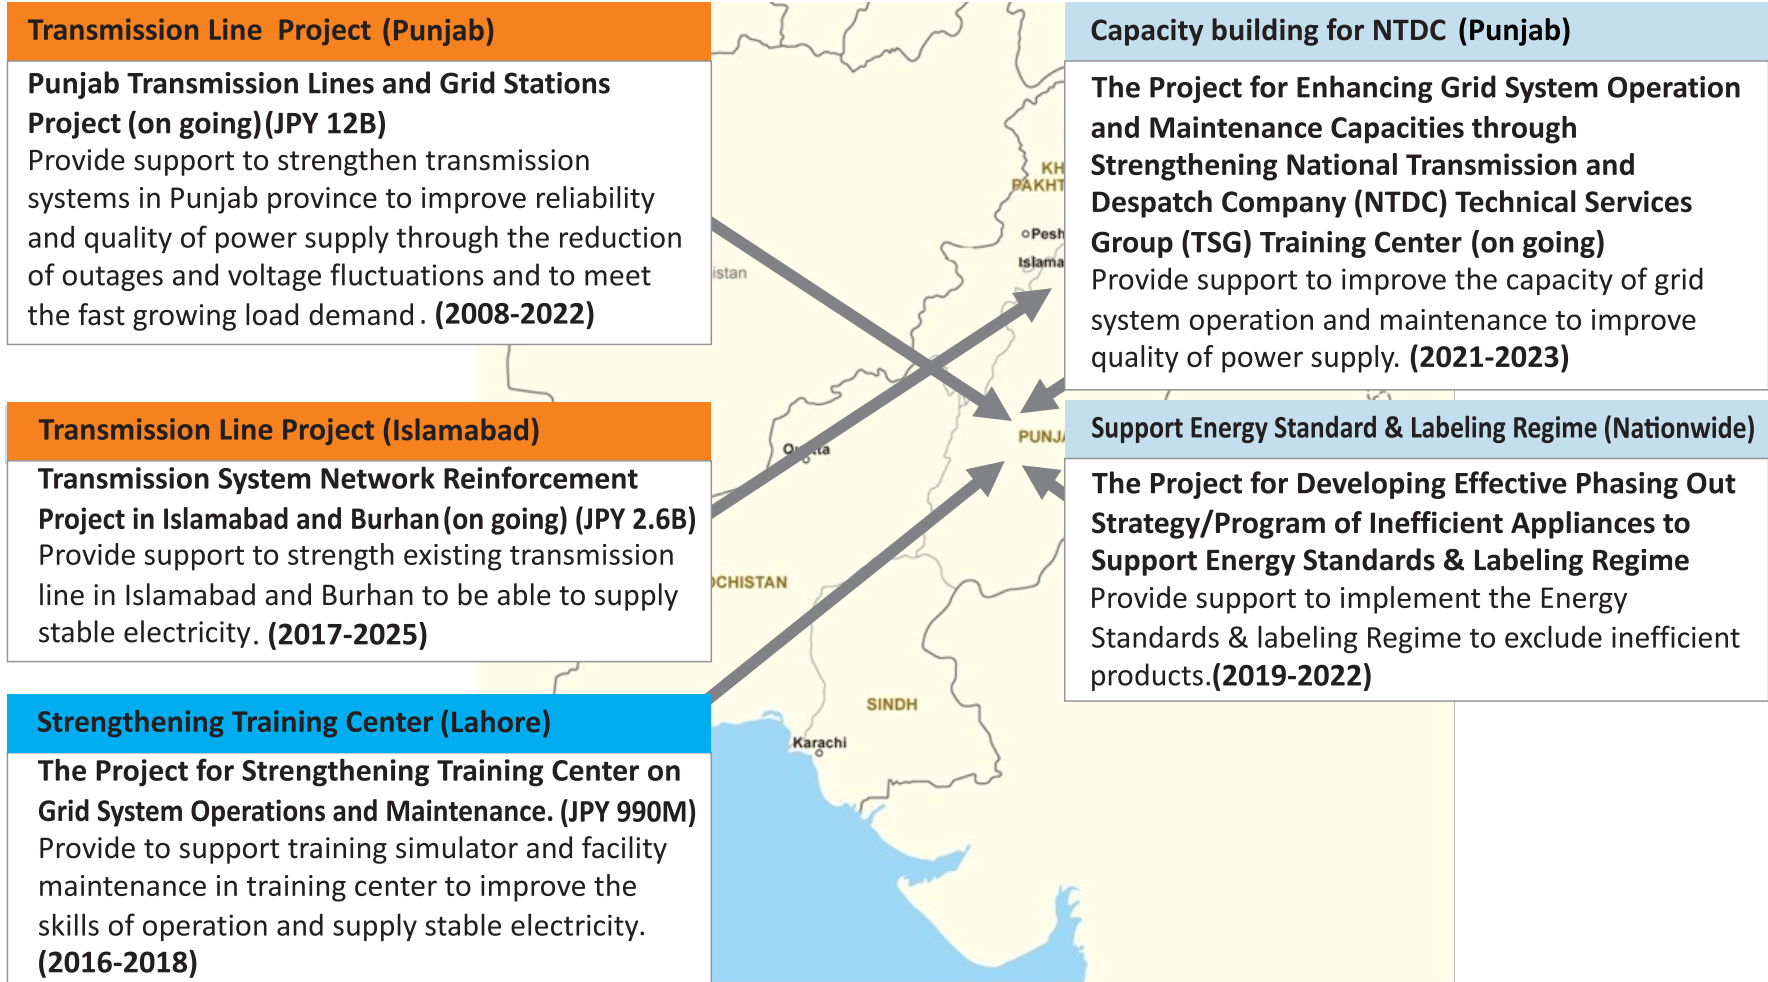 Transmission Line Project (Punjab)
Punjab Transmission Lines and Grid Stations
Project (on going) (JPY 12B)
Provide support to strengthen transmission
systems in Punjab province to improve reliability
and quality of power supply through the reduction
of outages and voltage fluctuations and to meet
the fast growing load demand. (2008-2022)
Transmission Line Project (Islamabad)
Transmission System Network Reinforcement
Project in Islamabad and Burhan (on going) (JPY 2.6B)
Provide support to strength existing transmission
line in Islamabad and Burhan to be able to supply
stable electricity. (2017-2025)
Strengthening Training Center (Lahore)
The Project for Strengthening Training Center on
Grid System Operations and Maintenance. (JPY 990M)
Provide to support training simulator and facility
maintenance in training center to improve the
skills of operation and supply stable electricity.
(2016-2018)
istan
KH
PAKHT
Pesh
Islama
PUNJA
OCHISTAN
SINDH
Karachi
Capacity building for NTDC (Punjab)
The Project for Enhancing Grid System Operation
and Maintenance Capacities through
Strengthening National Transmission and
Despatch Company (NTDC) Technical Services
Group (TSG) Training Center (on going)
Provide support to improve the capacity of grid
system operation and maintenance to improve
quality of power supply. (2021-2023)
Support Energy Standard & Labeling Regime (Nationwide)
The Project for Developing Effective Phasing Out
Strategy/Program of Inefficient Appliances to
Support Energy Standards & Labeling Regime
Provide support to implement the Energy
Standards & labeling Regime to exclude inefficient
products.(2019-2022)